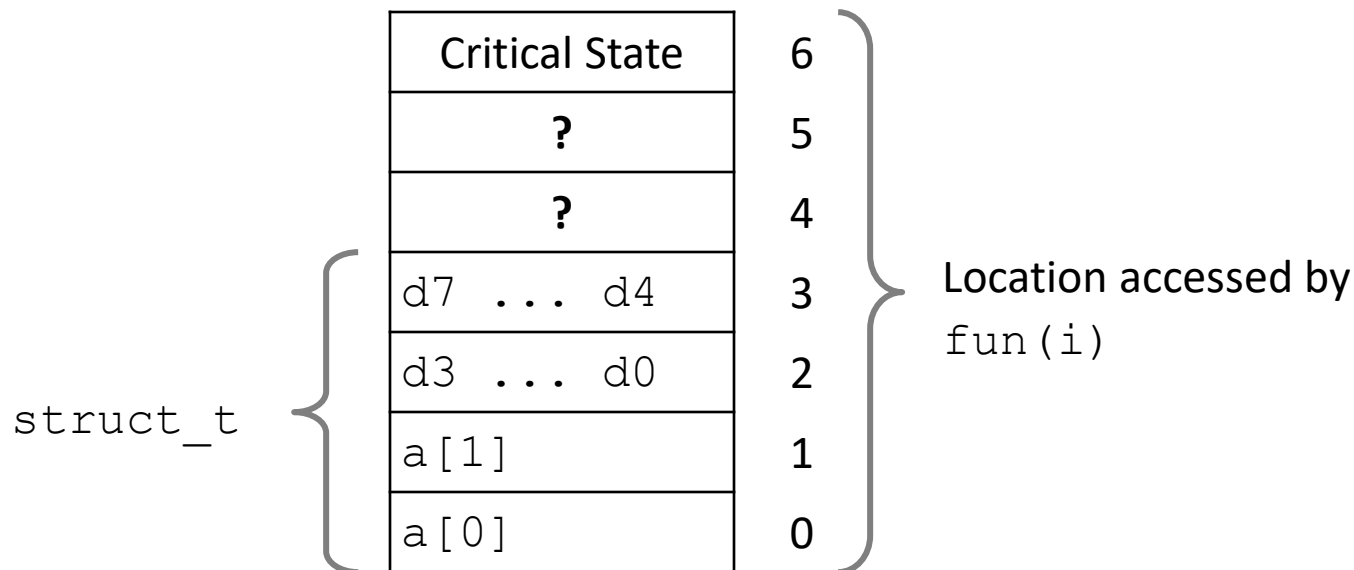 Critical State 6
? 5
? 4
d7 ... d4 3
Location accessed by
fun(i)
d3 ... d0 2
struct_t
a[1] 1
a[0] 0